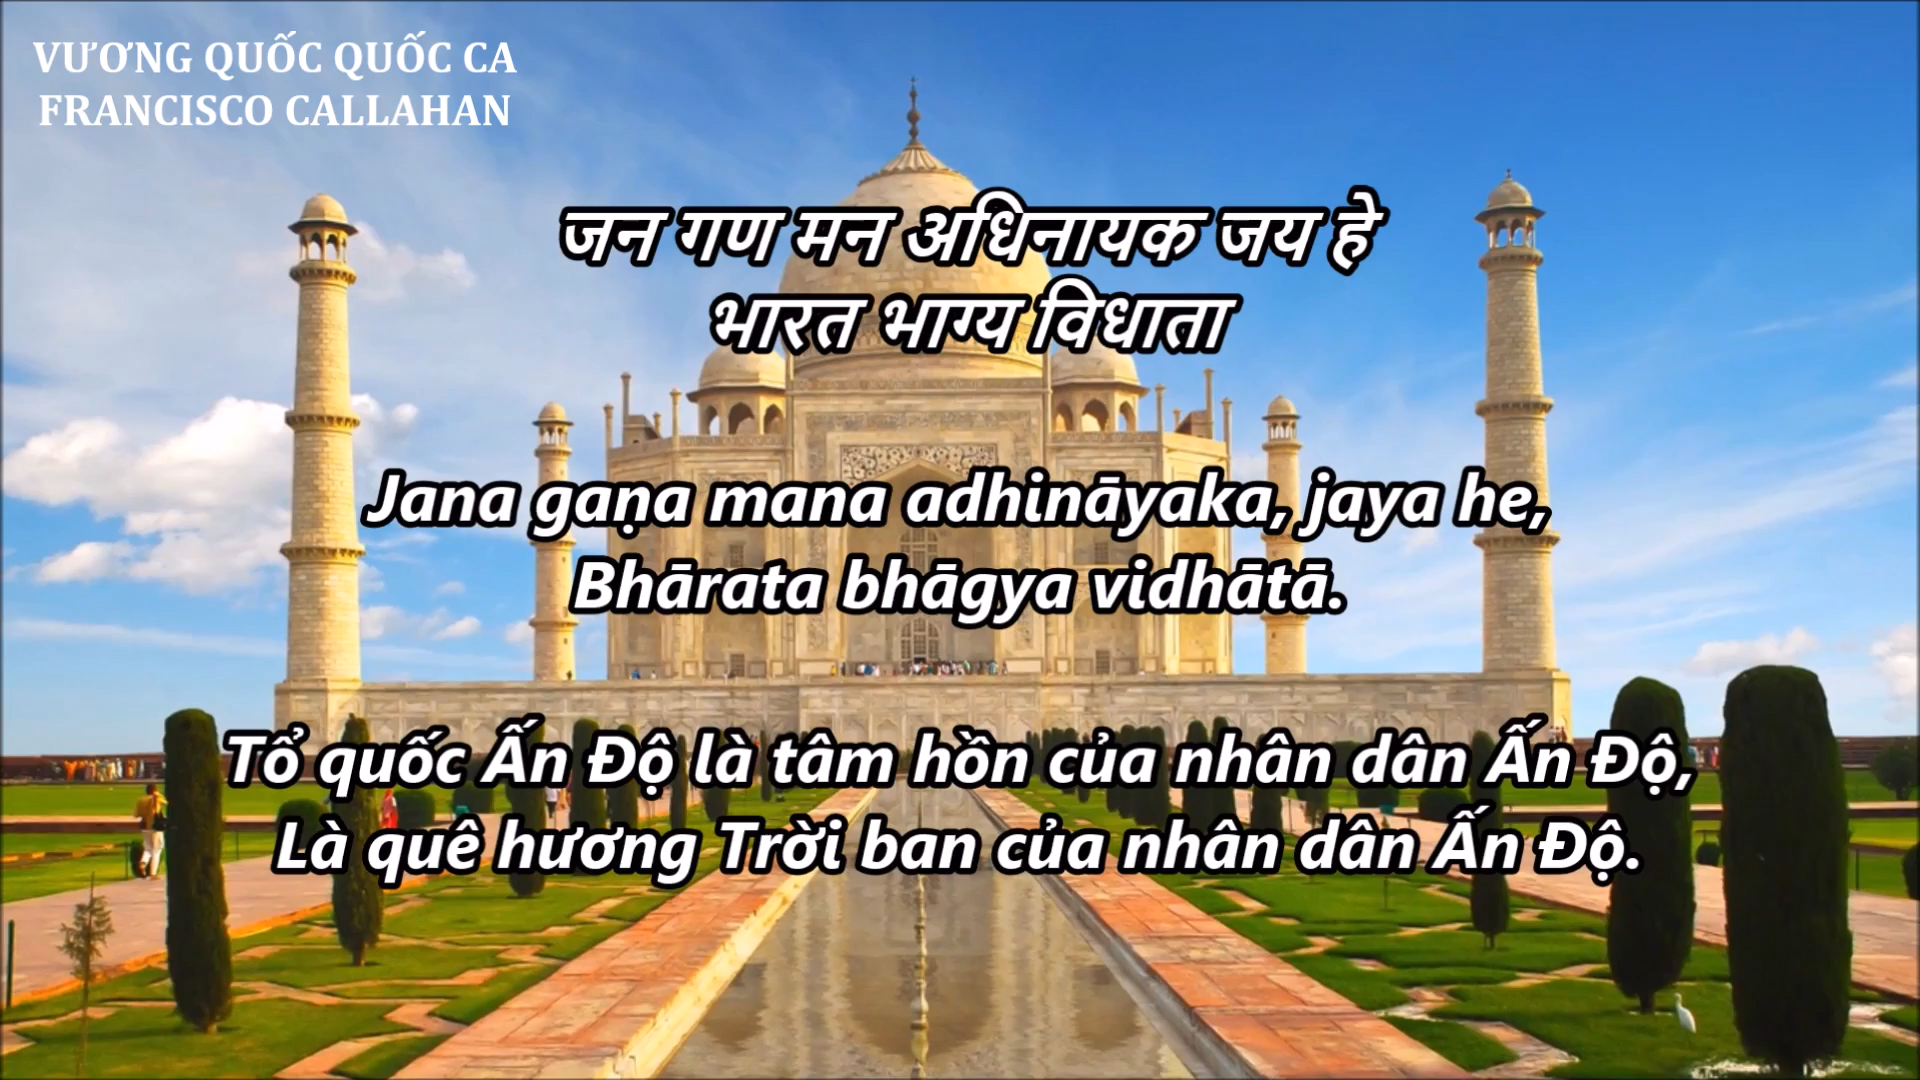 VƯƠNG QUỐC QUỐC CA
FRANCISCO CALLAHAN
जन गण मन अधिनायक जय हे
भारत भाग्य विधाता
Jana gaṇa mana adhināyaka, jaya he,
Bhārata bhāgya vidhātā.
Tổ quốc Ấn Độ là tâm hồn của nhân dân Ấn Độ,
Là quê hương Trời ban của nhân dân Ấn Độ.